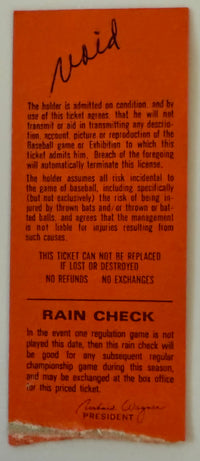 void
The holder is admitted on condition, and by
use of this ticket agrees, that he will not
transmit or aid in transmitting any descrip-
tion, account, picture or reproduction of the
Baseball game or Exhibition to which this
ticket admits him. Breach of the foregoing
will automatically terminate this license.
The holder assumes all risk incidental to
the game of baseball, including specifically
(but not exclusively) the risk of being in-
jured by thrown bats and/or thrown or bat-
ted balls, and agrees that the management
is not liable for injuries resulting from
such causes.
THIS TICKET CAN NOT BE REPLACED
IF LOST OR DESTROYED
NO REFUNDS NO EXCHANGES
RAIN CHECK
In the event one regulation game is not
played this date, then this rain check will
be good for any subsequent regular
championship game during this season,
and may be exchanged at the box office
for this priced ticket.
Richard Wagner
PRESIDENT